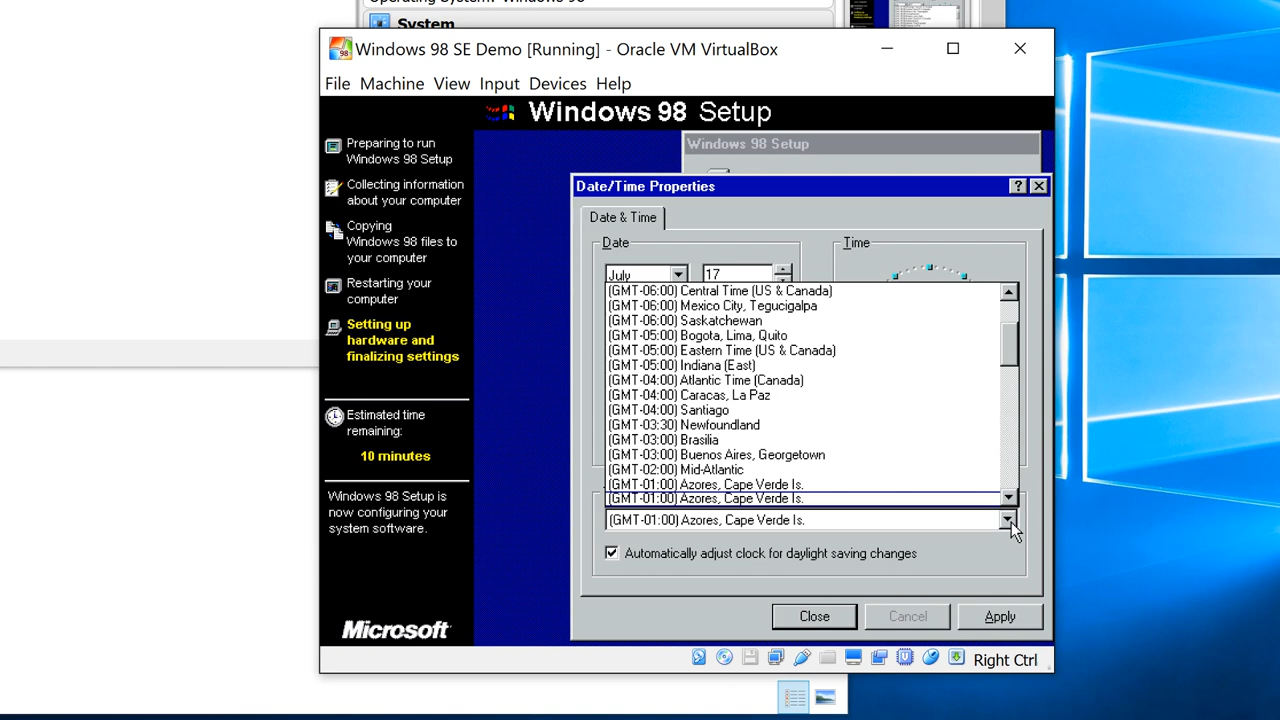 Operating System: Windows 98
System
Windows 98 SE Demo [Running] - Oracle VM VirtualBox
File Machine View Input Devices Help
Windows 98 Setup
Preparing to run
Windows 98 Setup
Collecting information
about your computer
Copying
Windows 98 files to
your computer
Restarting your
computer
Setting up
hardware and
finalizing settings
Estimated time
remaining:
10 minutes
Windows 98 Setup is
now configuring your
system software.
Microsoft
Windows 98 Setup
Date/Time Properties
Date & Time
Date
Time
July
17
(GMT-06:00) Central Time (US & Canada)
(GMT-06:00) Mexico City, Tegucigalpa
(GMT-06:00) Saskatchewan
(GMT-05:00) Bogota, Lima, Quito
(GMT-05:00) Eastern Time (US & Canada)
(GMT-05:00) Indiana (East)
(GMT-04:00) Atlantic Time (Canada)
(GMT-04:00) Caracas, La Paz
(GMT-04:00) Santiago
(GMT-03:30) Newfoundland
(GMT-03:00) Brasilia
(GMT-03:00) Buenos Aires, Georgetown
(GMT-02:00) Mid-Atlantic
(GMT-01:00) Azores, Cape Verde Is.
(GMT-01:00) Azores, Cape Verde Is.
(GMT-01:00) Azores, Cape Verde Is.
Automatically adjust clock for daylight saving changes
Close Cancel Apply
Right Ctrl